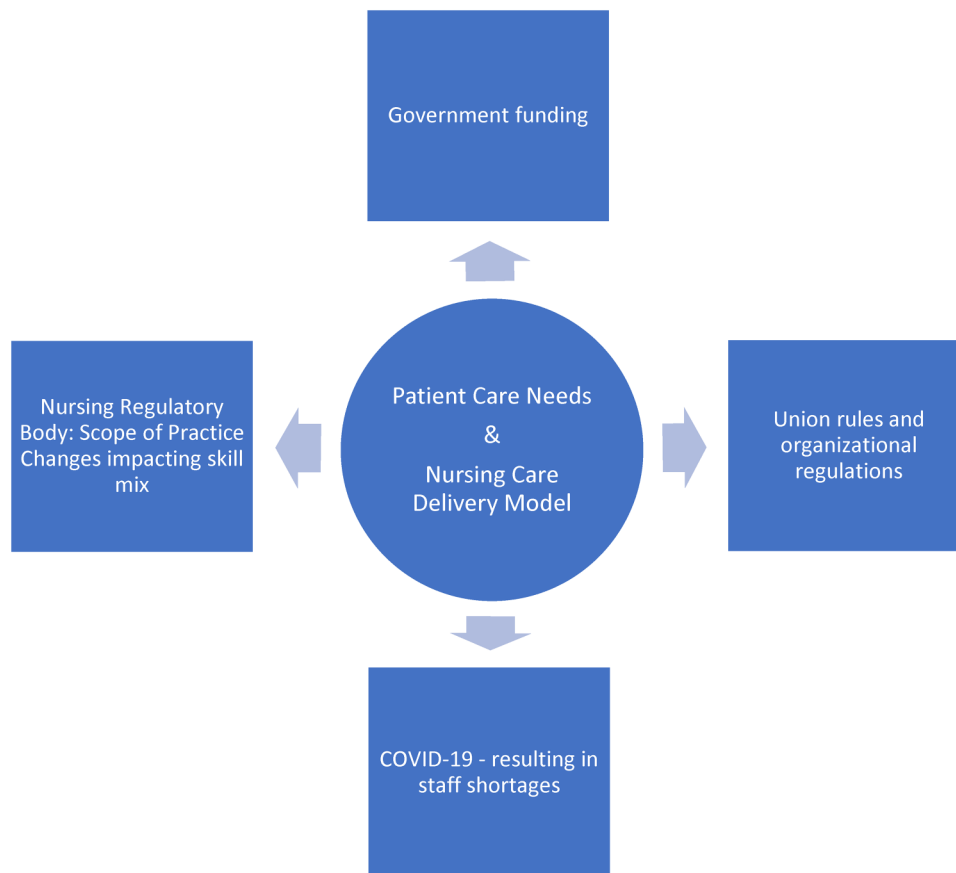 Government funding
Nursing Regulatory
Body: Scope of Practice
Changes impacting skill
mix
Patient Care Needs
&
Nursing Care
Delivery Model
Union rules and
organizational
regulations
COVID-19 - resulting in
staff shortages